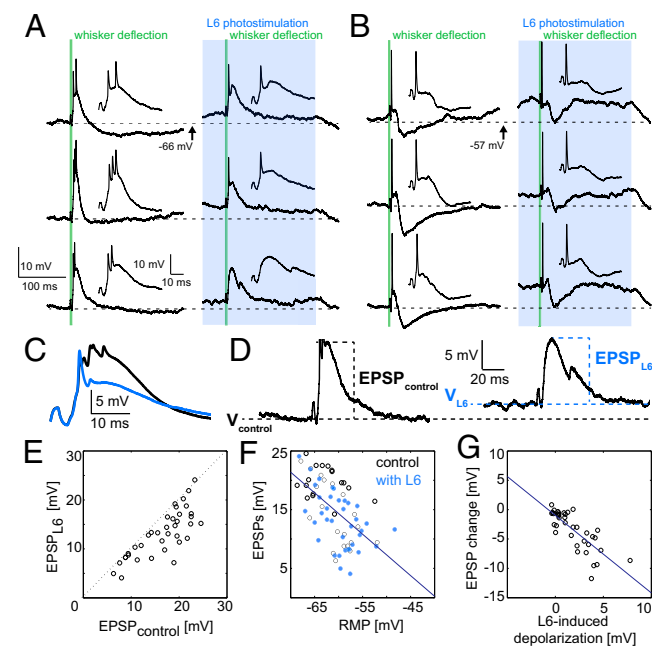 A
whisker deflection
L6 photostimulation
whisker deflection
-66 mV
10 mV
100 ms
10 mV
10 ms
B
whisker deflection
L6 photostimulation
whisker deflection
-57 mV
C
5 mV
10 ms
D
EPSPcontrol
Vcontrol
5 mV
20 ms
EPSPL6
VL6
E
EPSPL6 [mV]
30
20
10
0
0 10 20 30
EPSPcontrol [mV]
F
control
with L6
EPSPs [mV]
25
15
5
-65 -55 -45
RMP [mV]
G
EPSP change [mV]
15
10
5
0
-5
-10
-15
-5 0 5 10
L6-induced
depolarization [mV]